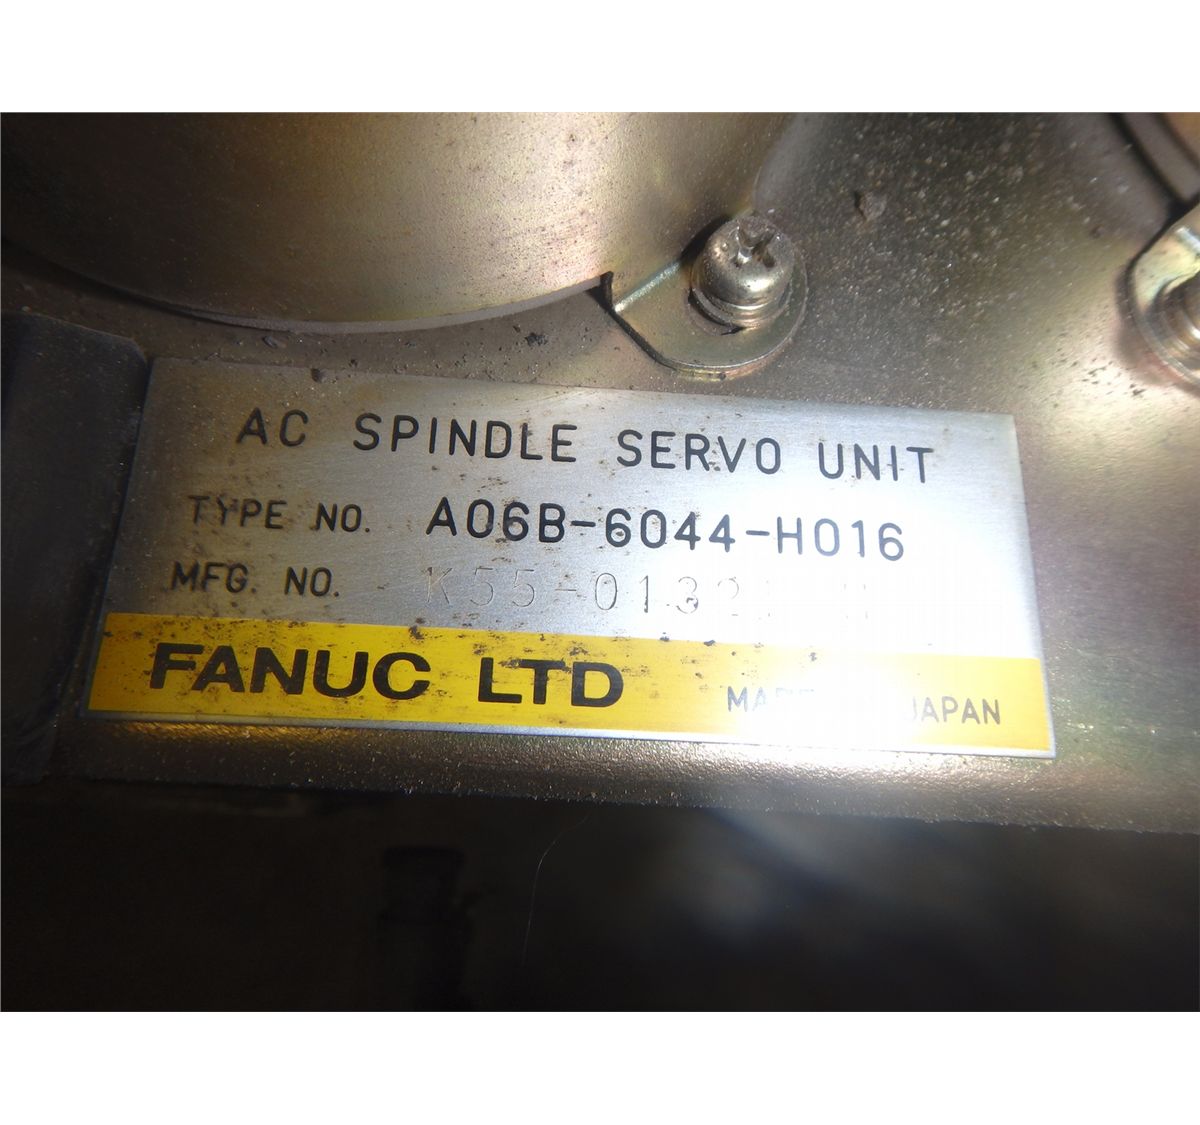 AC SPINDLE SERVO UNIT
TYPE NO. A06B-6044-H016
MFG. NO.
FANUC LTD
JAPAN